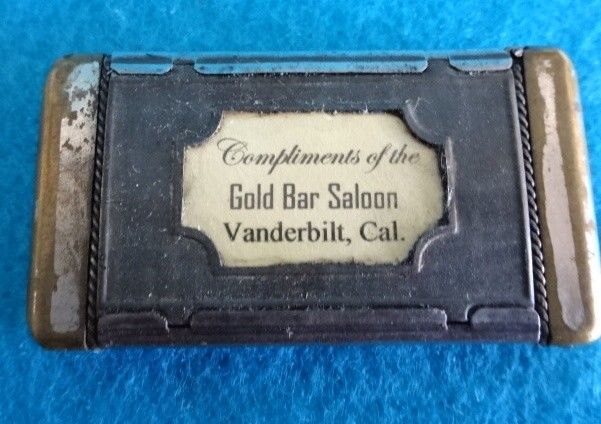 Compliments of the
Gold Bar Saloon
Vanderbilt, Cal.